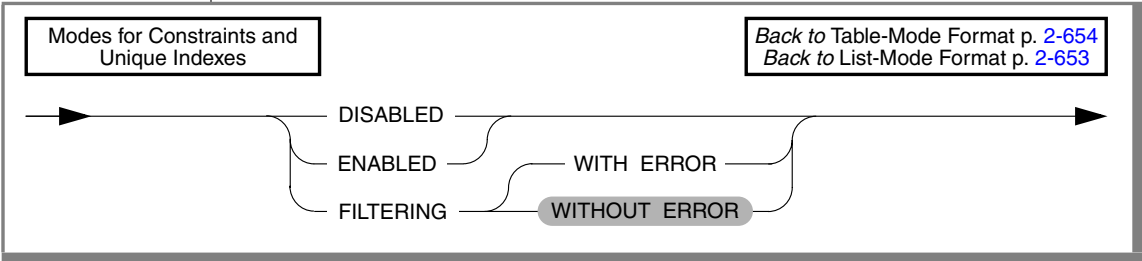 Modes for Constraints and
Unique Indexes
Back to Table-Mode Format p. 2-654
Back to List-Mode Format p. 2-653
DISABLED
ENABLED
WITH ERROR
FILTERING
WITHOUT ERROR